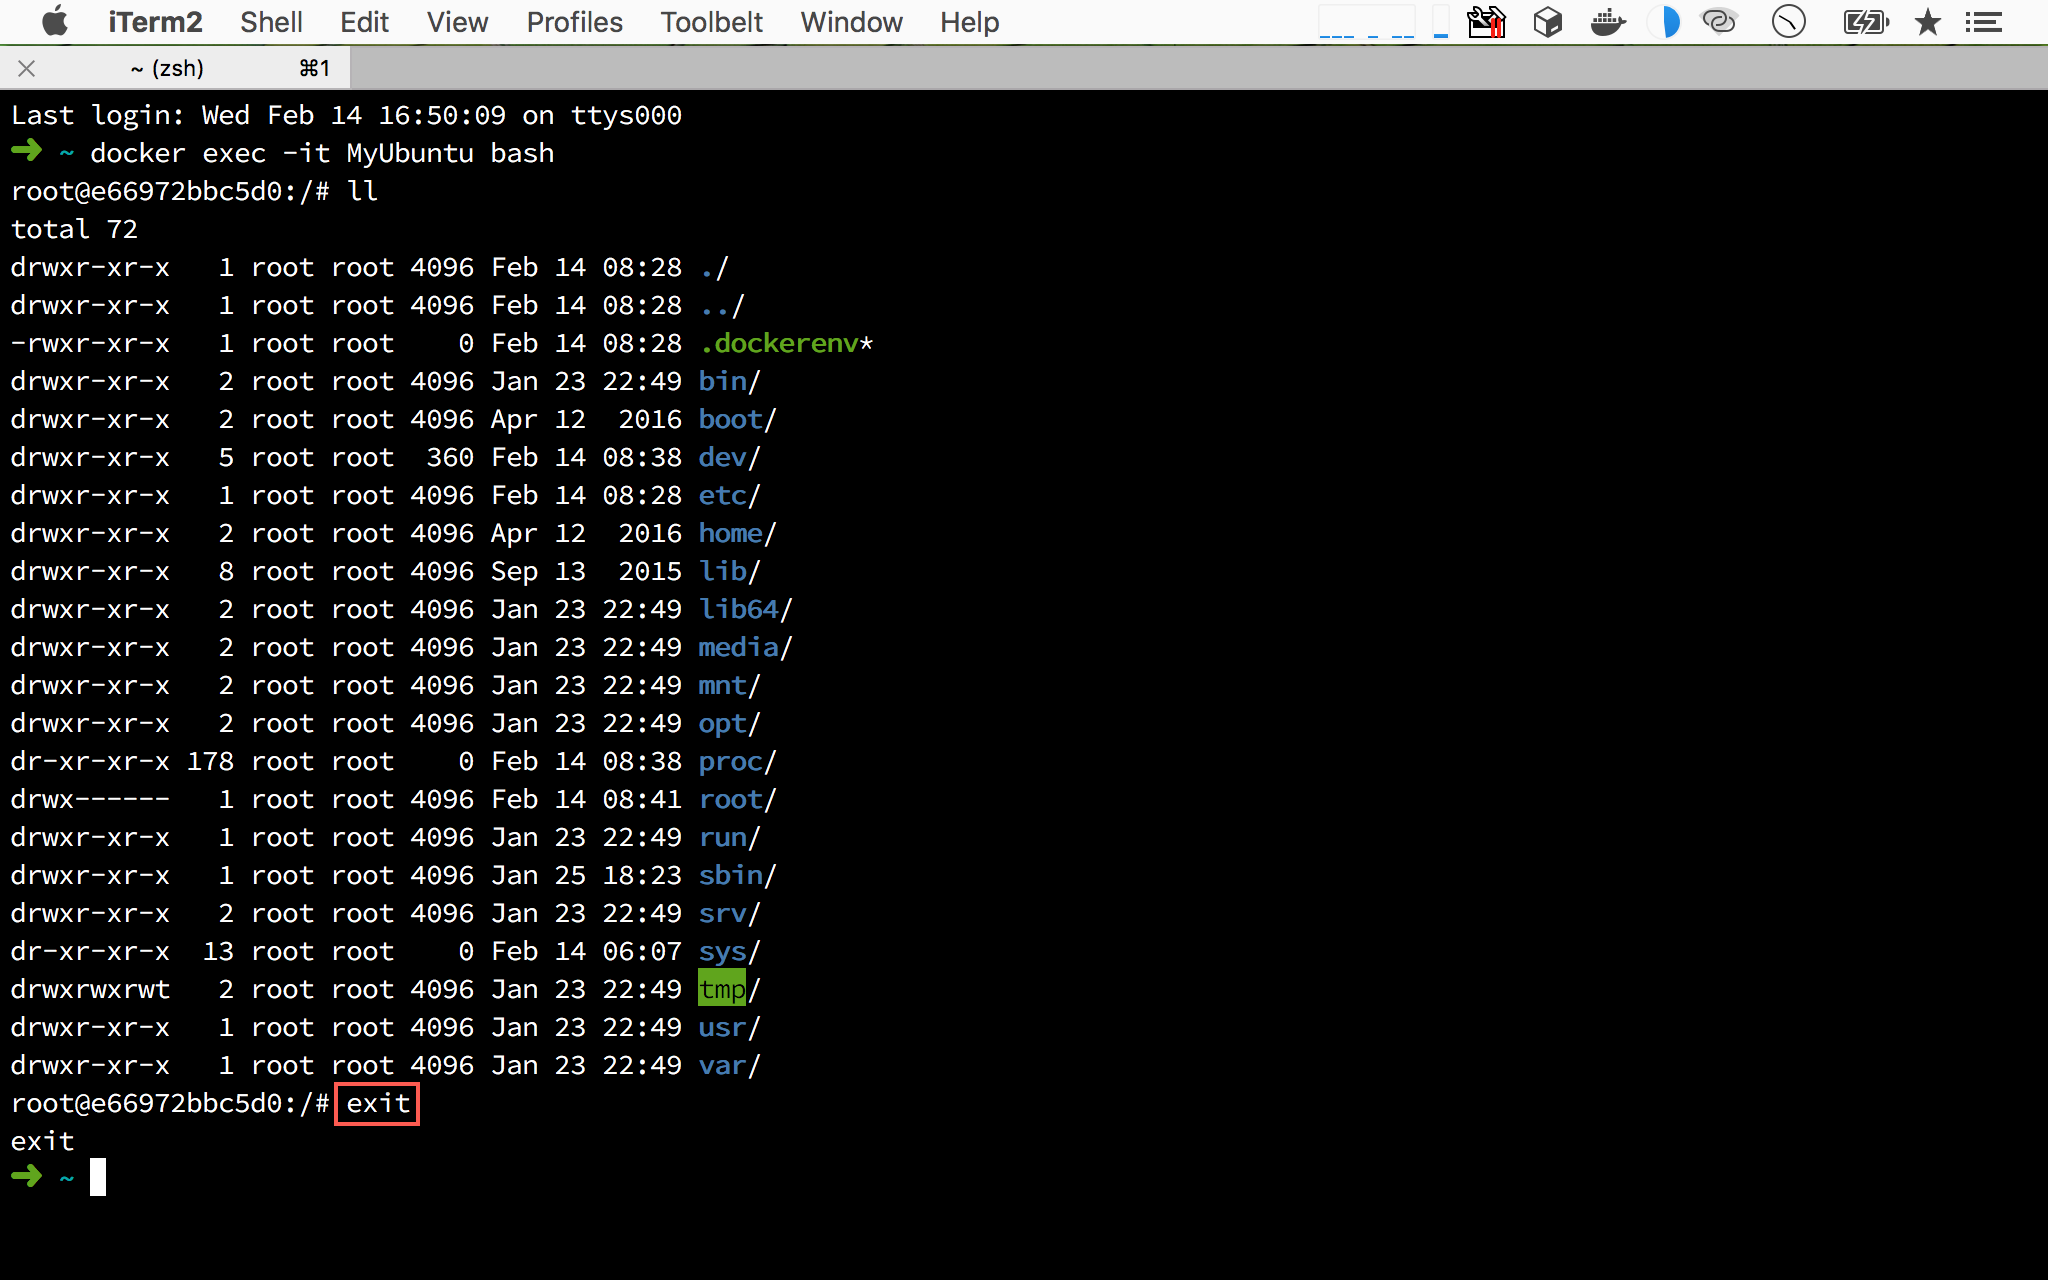 iTerm2 Shell Edit View Profiles Toolbelt Window Help
~ (zsh) ⌘1
Last login: Wed Feb 14 16:50:09 on ttys000
➜ ~ docker exec -it MyUbuntu bash
root@e66972bbc5d0:/# ll
total 72
drwxr-xr-x   1 root root 4096 Feb 14 08:28 ./
drwxr-xr-x   1 root root 4096 Feb 14 08:28 ../
-rwxr-xr-x   1 root root    0 Feb 14 08:28 .dockerenv*
drwxr-xr-x   2 root root 4096 Jan 23 22:49 bin/
drwxr-xr-x   2 root root 4096 Apr 12  2016 boot/
drwxr-xr-x   5 root root  360 Feb 14 08:38 dev/
drwxr-xr-x   1 root root 4096 Feb 14 08:28 etc/
drwxr-xr-x   2 root root 4096 Apr 12  2016 home/
drwxr-xr-x   8 root root 4096 Sep 13  2015 lib/
drwxr-xr-x   2 root root 4096 Jan 23 22:49 lib64/
drwxr-xr-x   2 root root 4096 Jan 23 22:49 media/
drwxr-xr-x   2 root root 4096 Jan 23 22:49 mnt/
drwxr-xr-x   2 root root 4096 Jan 23 22:49 opt/
dr-xr-xr-x 178 root root    0 Feb 14 08:38 proc/
drwx------   1 root root 4096 Feb 14 08:41 root/
drwxr-xr-x   1 root root 4096 Jan 23 22:49 run/
drwxr-xr-x   1 root root 4096 Jan 25 18:23 sbin/
drwxr-xr-x   2 root root 4096 Jan 23 22:49 srv/
dr-xr-xr-x  13 root root    0 Feb 14 06:07 sys/
drwxrwxrwt   2 root root 4096 Jan 23 22:49 tmp/
drwxr-xr-x   1 root root 4096 Jan 23 22:49 usr/
drwxr-xr-x   1 root root 4096 Jan 23 22:49 var/
root@e66972bbc5d0:/# exit
exit
➜ ~